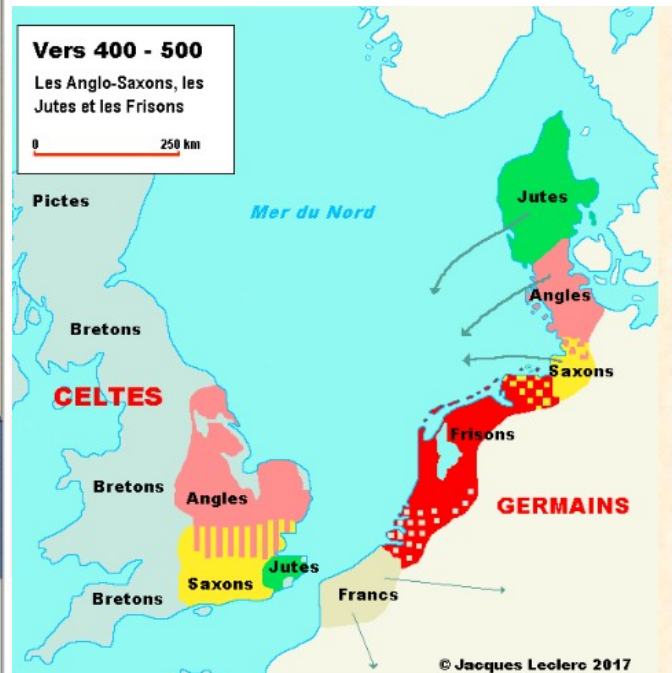 Vers 400 - 500
Les Anglo-Saxons, les
Jutes et les Frisons
0 250 km
Pictes
Mer du Nord
Jutes
Bretons
Angles
CELTES
Saxons
Frisons
Bretons
Angles
GERMAINS
Jutes
Saxons
Bretons
Francs
© Jacques Leclerc 2017